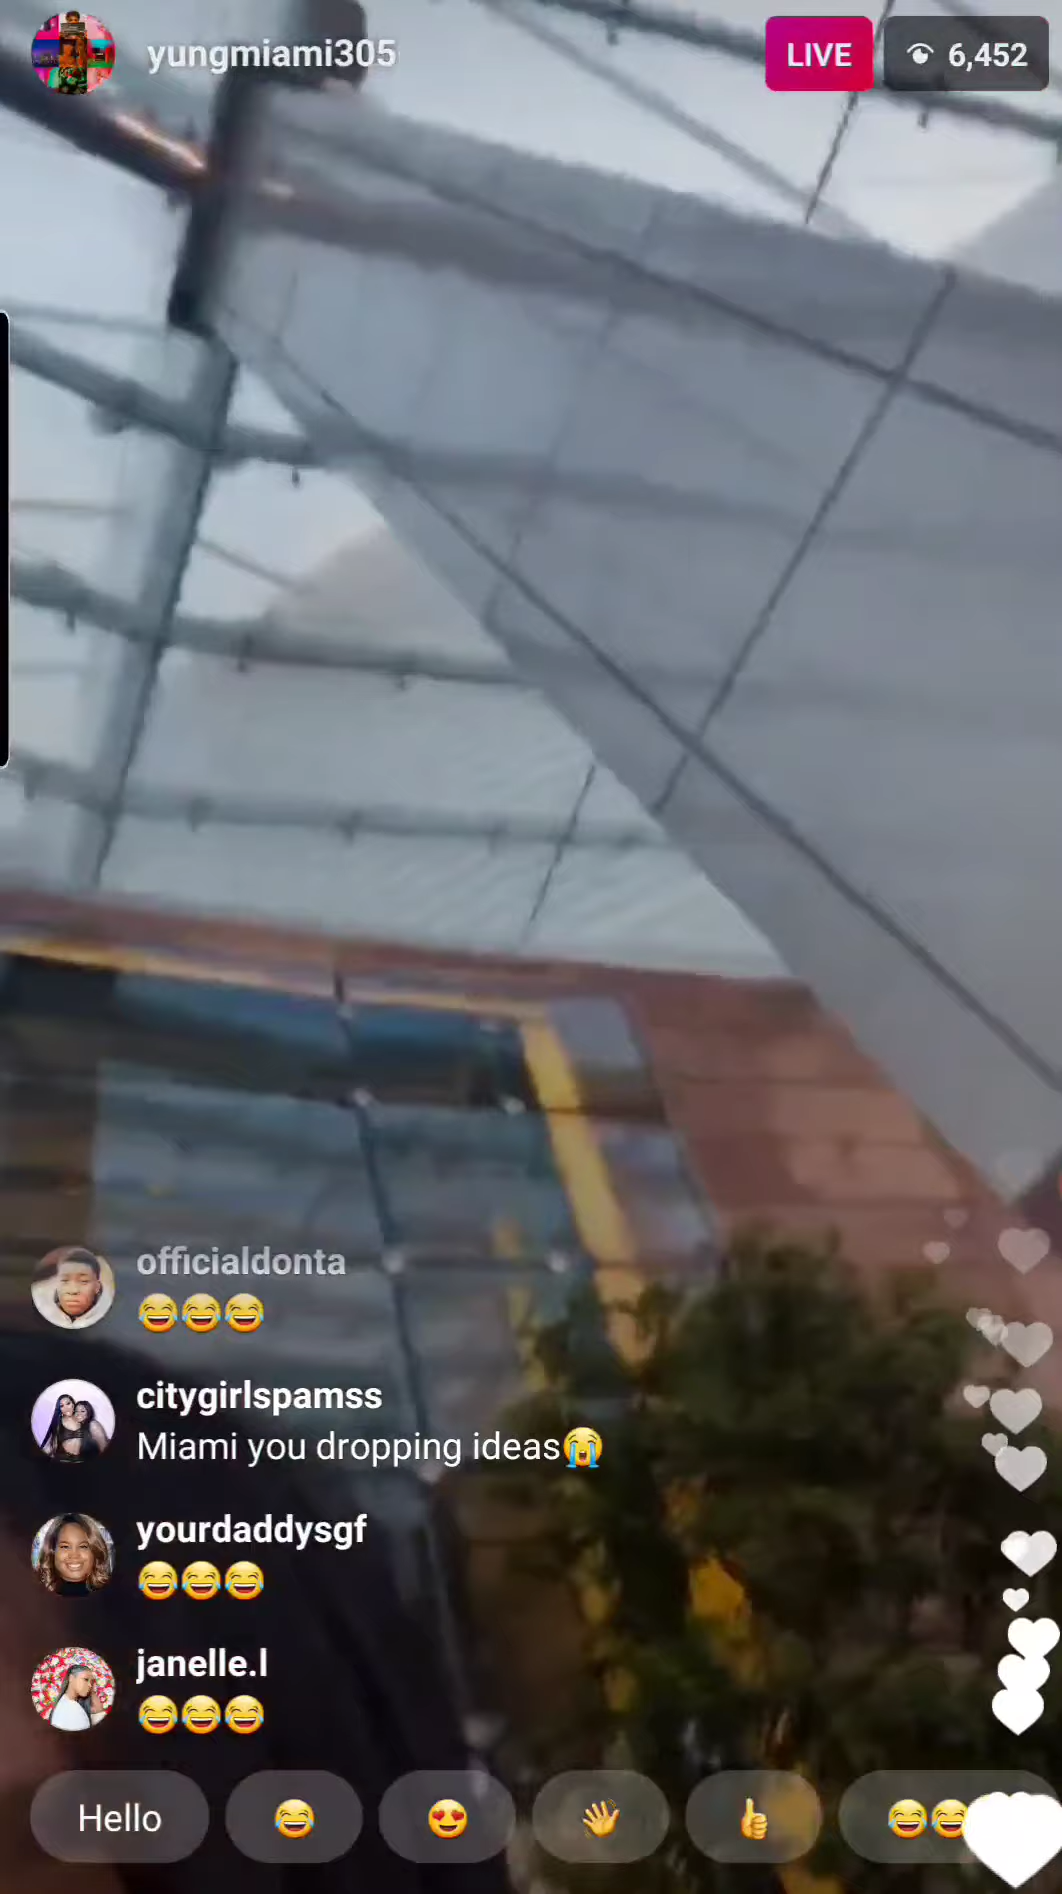 yungmiami305
LIVE
6,452
officialdonta
😂😂😂
citygirlspamss
Miami you dropping ideas😭
yourdaddysgf
😂😂😂
janelle.l
😂😂😂
Hello
😂
😍
👋
👍
😂😂